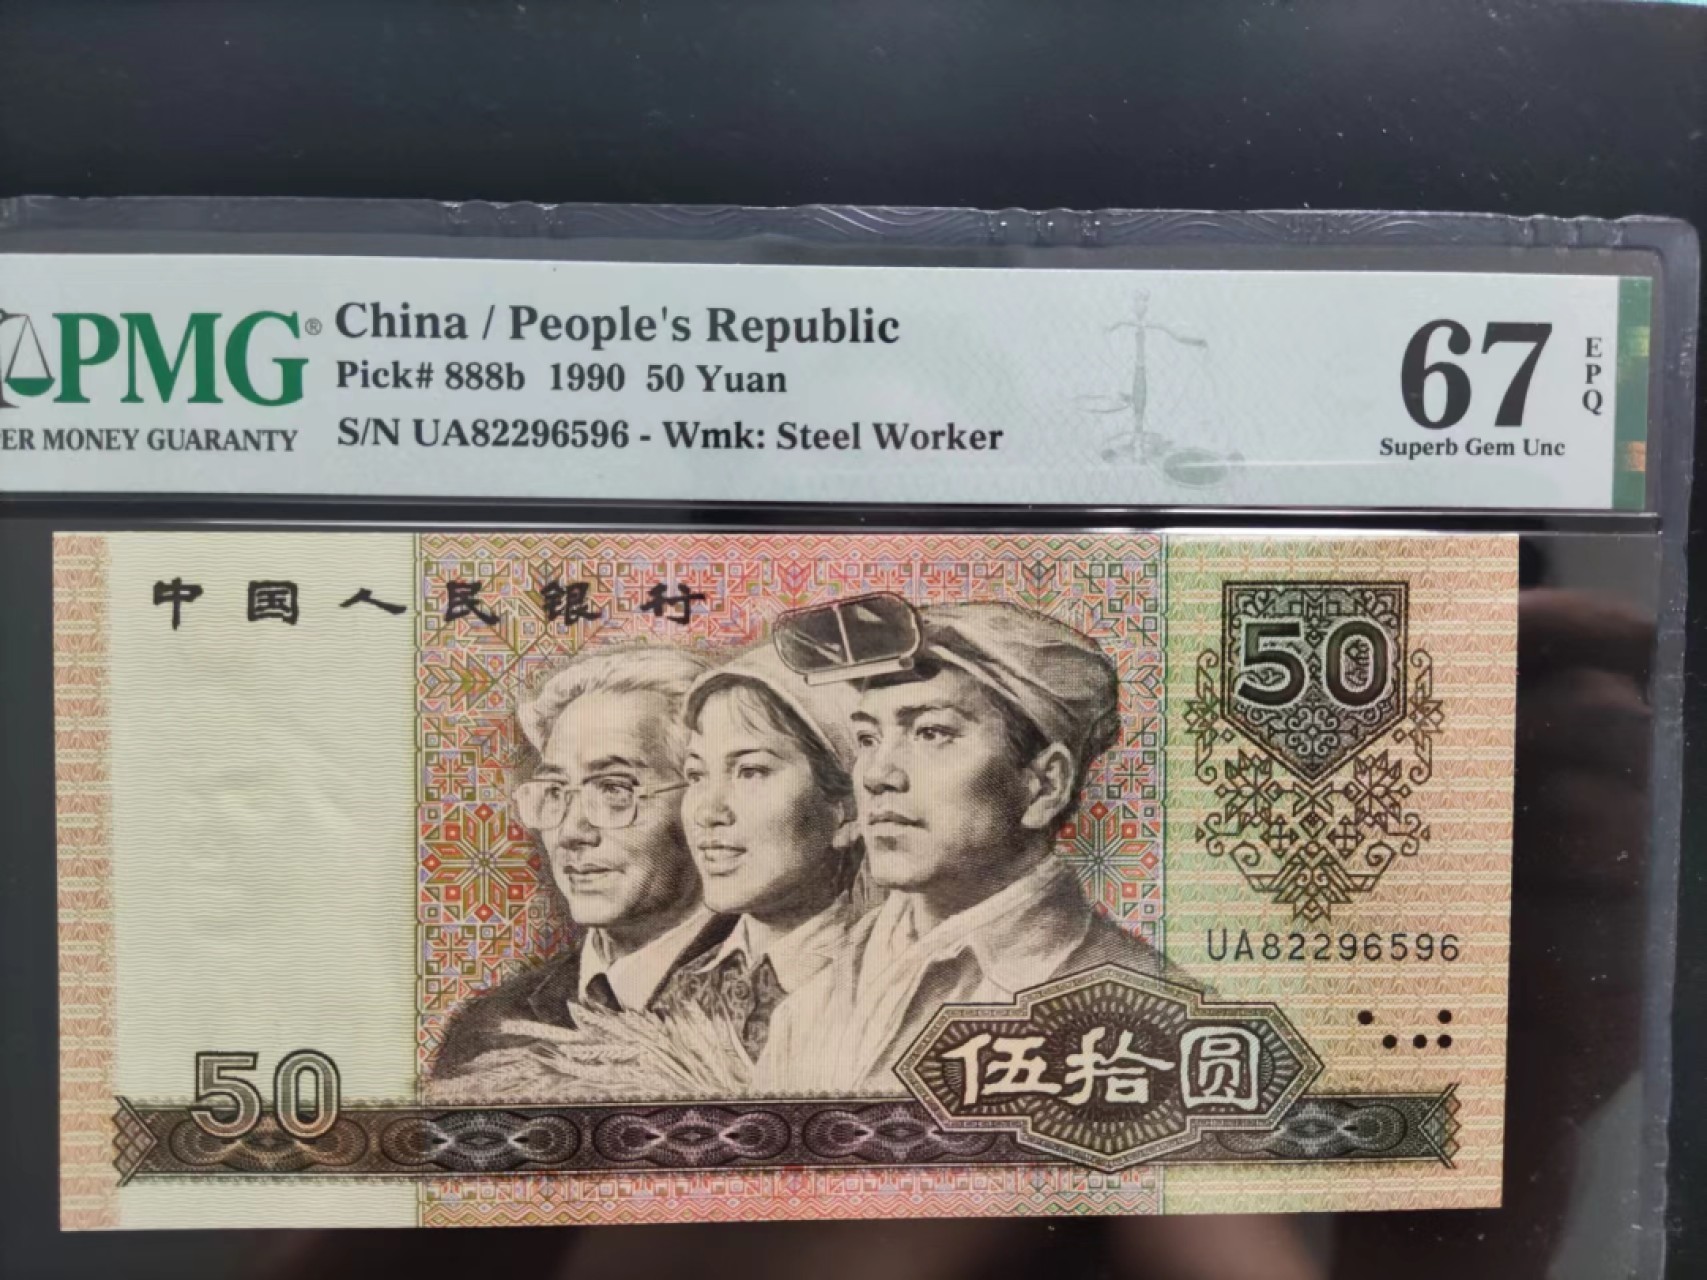 PMG®
ER MONEY GUARANTY
China / People's Republic
Pick# 888b 1990 50 Yuan
S/N UA82296596 - Wmk: Steel Worker
67
EPQ
Superb Gem Unc
中国人民银行
50
UA82296596
50
伍拾圆